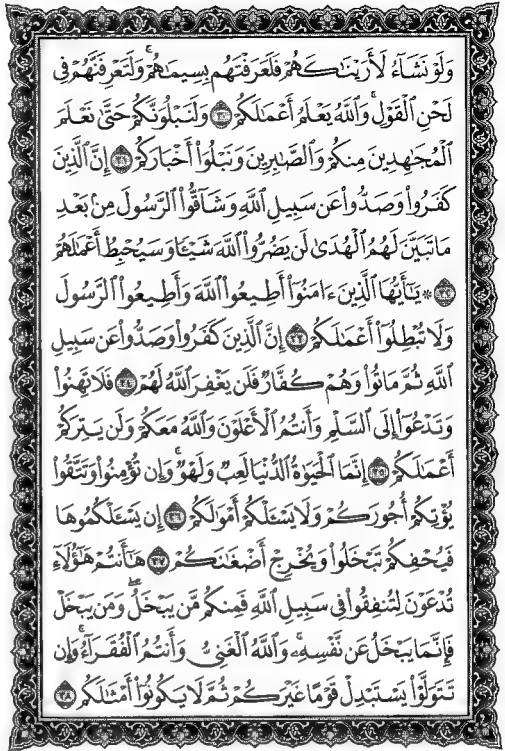 وَلَوْ نَشَآءُ لَأَرَيْنَـٰكَهُمْ فَلَعَرَفْتَهُم بِسِيمَـٰهُمْ ۚ وَلَتَعْرِفَنَّهُمْ فِى
لَحْنِ ٱلْقَوْلِ ۚ وَٱللَّهُ يَعْلَمُ أَعْمَـٰلَكُمْ ٣٠ وَلَنَبْلُوَنَّكُمْ حَتَّىٰ نَعْلَمَ
ٱلْمُجَـٰهِدِينَ مِنكُمْ وَٱلصَّـٰبِرِينَ وَنَبْلُوَا۟ أَخْبَارَكُمْ ٣١ إِنَّ ٱلَّذِينَ
كَفَرُوا۟ وَصَدُّوا۟ عَن سَبِيلِ ٱللَّهِ وَشَآقُّوا۟ ٱلرَّسُولَ مِنۢ بَعْدِ
مَا تَبَيَّنَ لَهُمُ ٱلْهُدَىٰ لَن يَضُرُّوا۟ ٱللَّهَ شَيْـًٔا وَسَيُحْبِطُ أَعْمَـٰلَهُمْ
٣٢ * يَـٰٓأَيُّهَا ٱلَّذِينَ ءَامَنُوٓا۟ أَطِيعُوا۟ ٱللَّهَ وَأَطِيعُوا۟ ٱلرَّسُولَ
وَلَا تُبْطِلُوٓا۟ أَعْمَـٰلَكُمْ ٣٣ إِنَّ ٱلَّذِينَ كَفَرُوا۟ وَصَدُّوا۟ عَن سَبِيلِ
ٱللَّهِ ثُمَّ مَاتُوا۟ وَهُمْ كُفَّارٌ فَلَن يَغْفِرَ ٱللَّهُ لَهُمْ ٣٤ فَلَا تَهِنُوا۟
وَتَدْعُوٓا۟ إِلَى ٱلسَّلْمِ وَأَنتُمُ ٱلْأَعْلَوْنَ وَٱللَّهُ مَعَكُمْ وَلَن يَتِرَكُمْ
أَعْمَـٰلَكُمْ ٣٥ إِنَّمَا ٱلْحَيَوٰةُ ٱلدُّنْيَا لَعِبٌ وَلَهْوٌ ۚ وَإِن تُؤْمِنُوا۟ وَتَتَّقُوا۟
يُؤْتِكُمْ أُجُورَكُمْ وَلَا يَسْـَٔلْكُمْ أَمْوَٰلَكُمْ ٣٦ إِن يَسْـَٔلْكُمُوهَا
فَيُحْفِكُمْ تَبْخَلُوا۟ وَيُخْرِجْ أَضْغَـٰنَكُمْ ٣٧ هَـٰٓأَنتُمْ هَـٰٓؤُلَآءِ
تُدْعَوْنَ لِتُنفِقُوا۟ فِى سَبِيلِ ٱللَّهِ فَمِنكُم مَّن يَبْخَلُ ۖ وَمَن يَبْخَلْ
فَإِنَّمَا يَبْخَلُ عَن نَّفْسِهِۦ ۚ وَٱللَّهُ ٱلْغَنِىُّ وَأَنتُمُ ٱلْفُقَرَآءُ ۚ وَإِن
تَتَوَلَّوْا۟ يَسْتَبْدِلْ قَوْمًا غَيْرَكُمْ ثُمَّ لَا يَكُونُوٓا۟ أَمْثَـٰلَكُم ٣٨